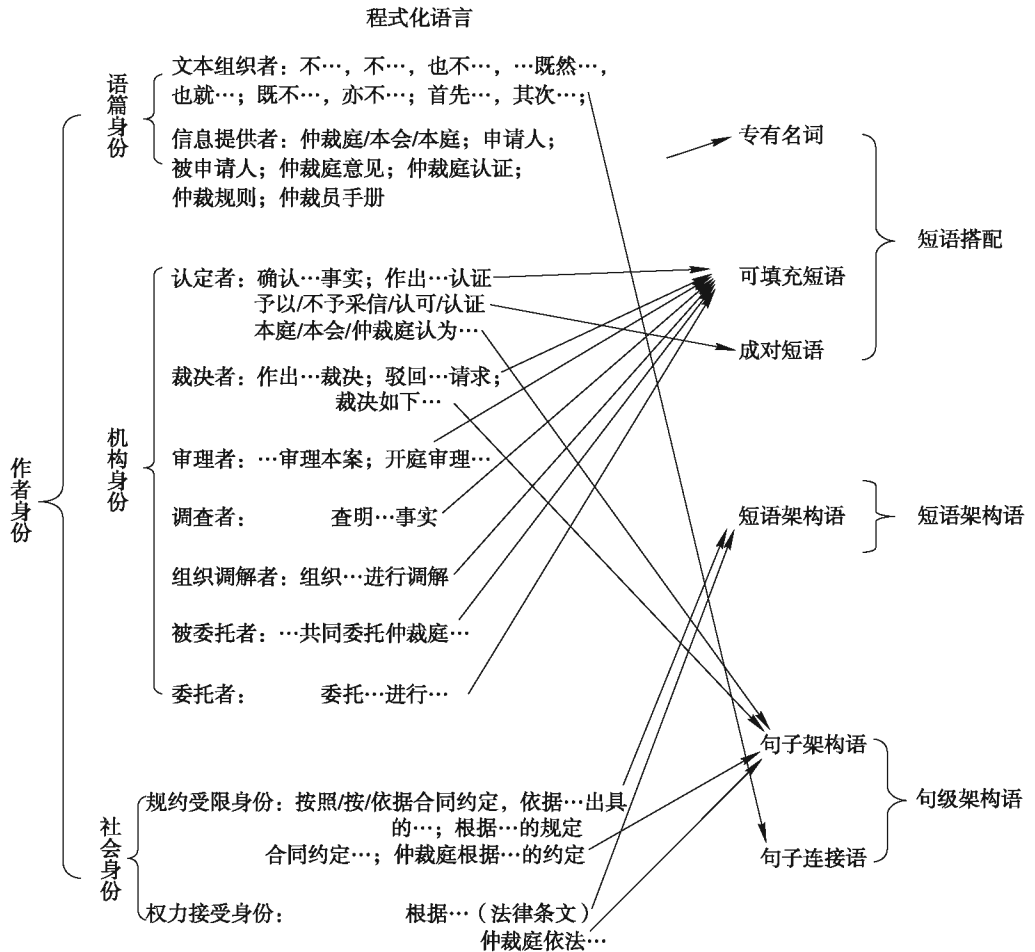 程式化语言
作者身份
语篇身份
文本组织者：不…，不…，也不…，…既然…，
也就…；既不…，亦不…；首先…，其次…；
信息提供者：仲裁庭/本会/本庭；申请人；
被申请人；仲裁庭意见；仲裁庭认证；
仲裁规则；仲裁员手册
机构身份
认定者：确认…事实；作出…认证
予以/不予采信/认可/认证
本庭/本会/仲裁庭认为…
裁决者：作出…裁决；驳回…请求；
裁决如下…
审理者：…审理本案；开庭审理…
调查者： 查明…事实
组织调解者：组织…进行调解
被委托者：…共同委托仲裁庭…
委托者： 委托…进行…
社会身份
规约受限身份：按照/按/依据合同约定，依据…出具
的…；根据…的规定
合同约定…；仲裁庭根据…的约定
权力接受身份： 根据…（法律条文）
仲裁庭依法…
专有名词
可填充短语
成对短语
短语搭配
短语架构语
短语架构语
句子架构语
句子连接语
句级架构语